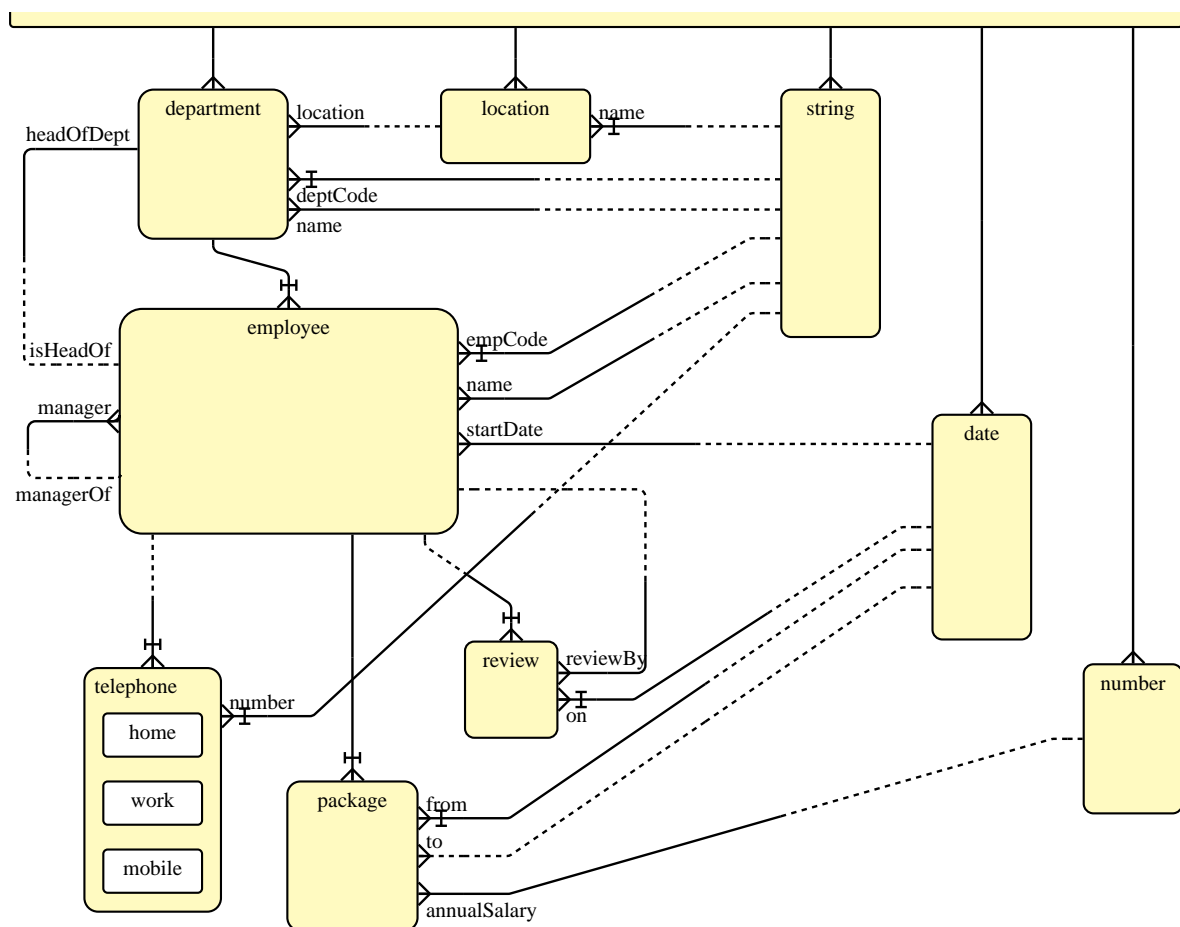 department
location
string
location
name
headOfDept
deptCode
name
employee
isHeadOf
empCode
name
manager
startDate
date
managerOf
review
reviewBy
on
telephone
number
number
home
work
mobile
package
from
to
annualSalary